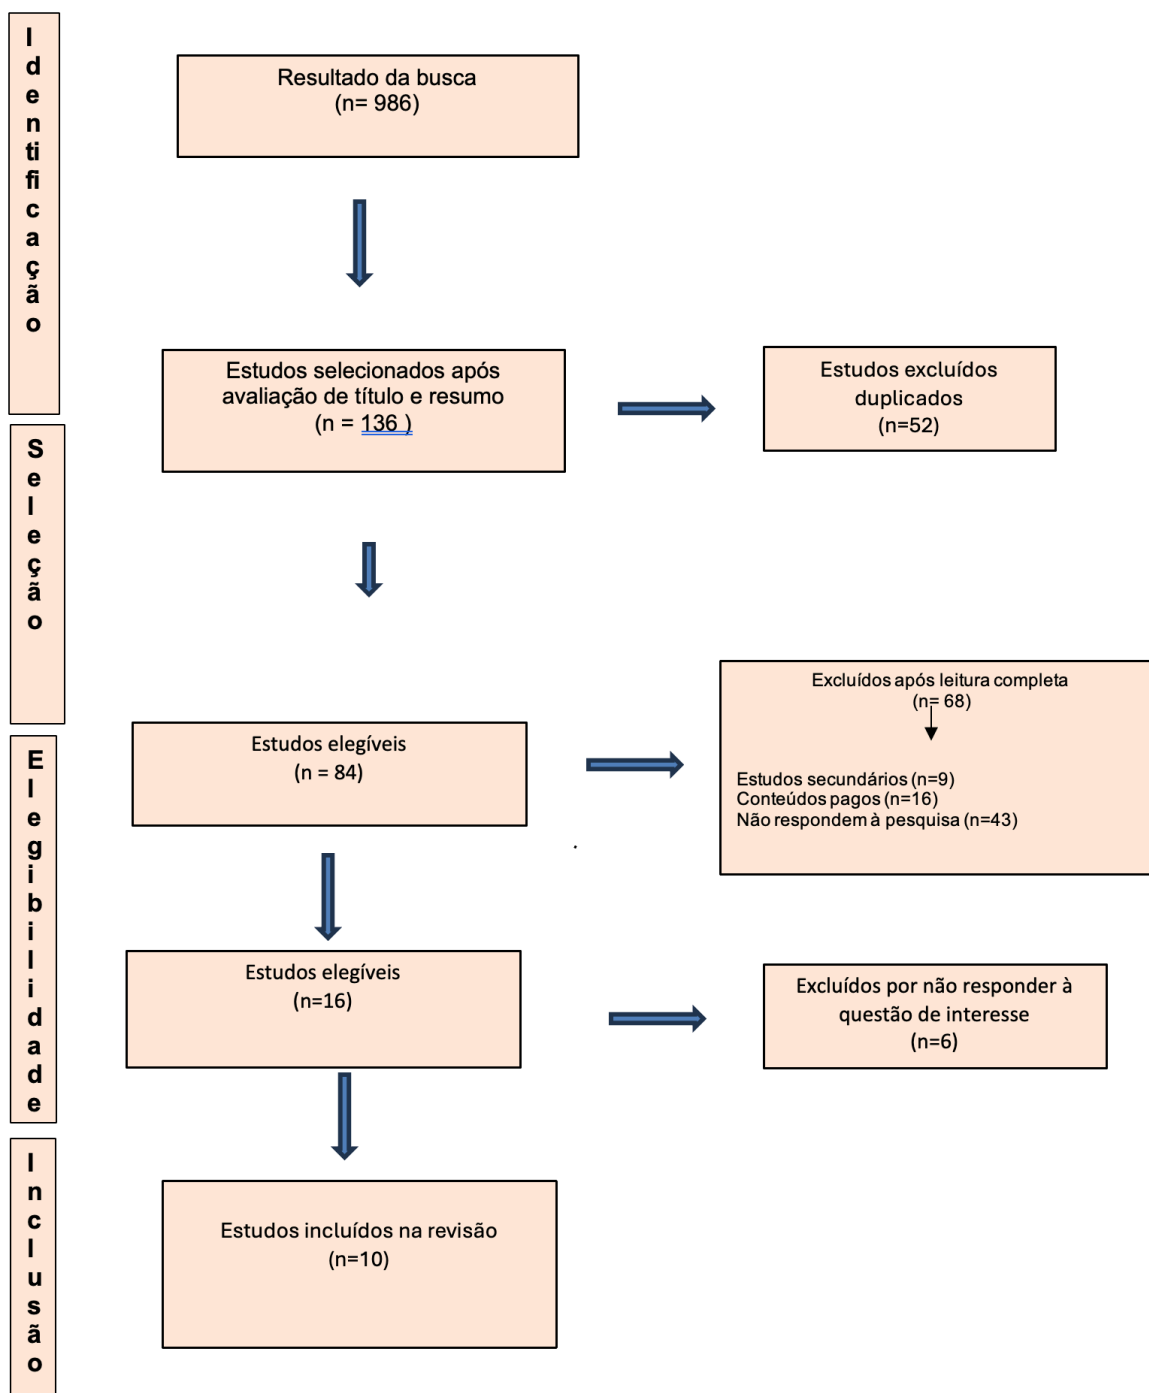 Identificação
Resultado da busca
(n= 986)
Estudos selecionados após
avaliação de título e resumo
(n = 136 )
Estudos excluídos
duplicados
(n=52)
Seleção
Excluídos após leitura completa
(n= 68)
Estudos secundários (n=9)
Conteúdos pagos (n=16)
Não respondem à pesquisa (n=43)
Elegibilidade
Estudos elegíveis
(n = 84)
Estudos elegíveis
(n=16)
Excluídos por não responder à
questão de interesse
(n=6)
Inclusão
Estudos incluídos na revisão
(n=10)